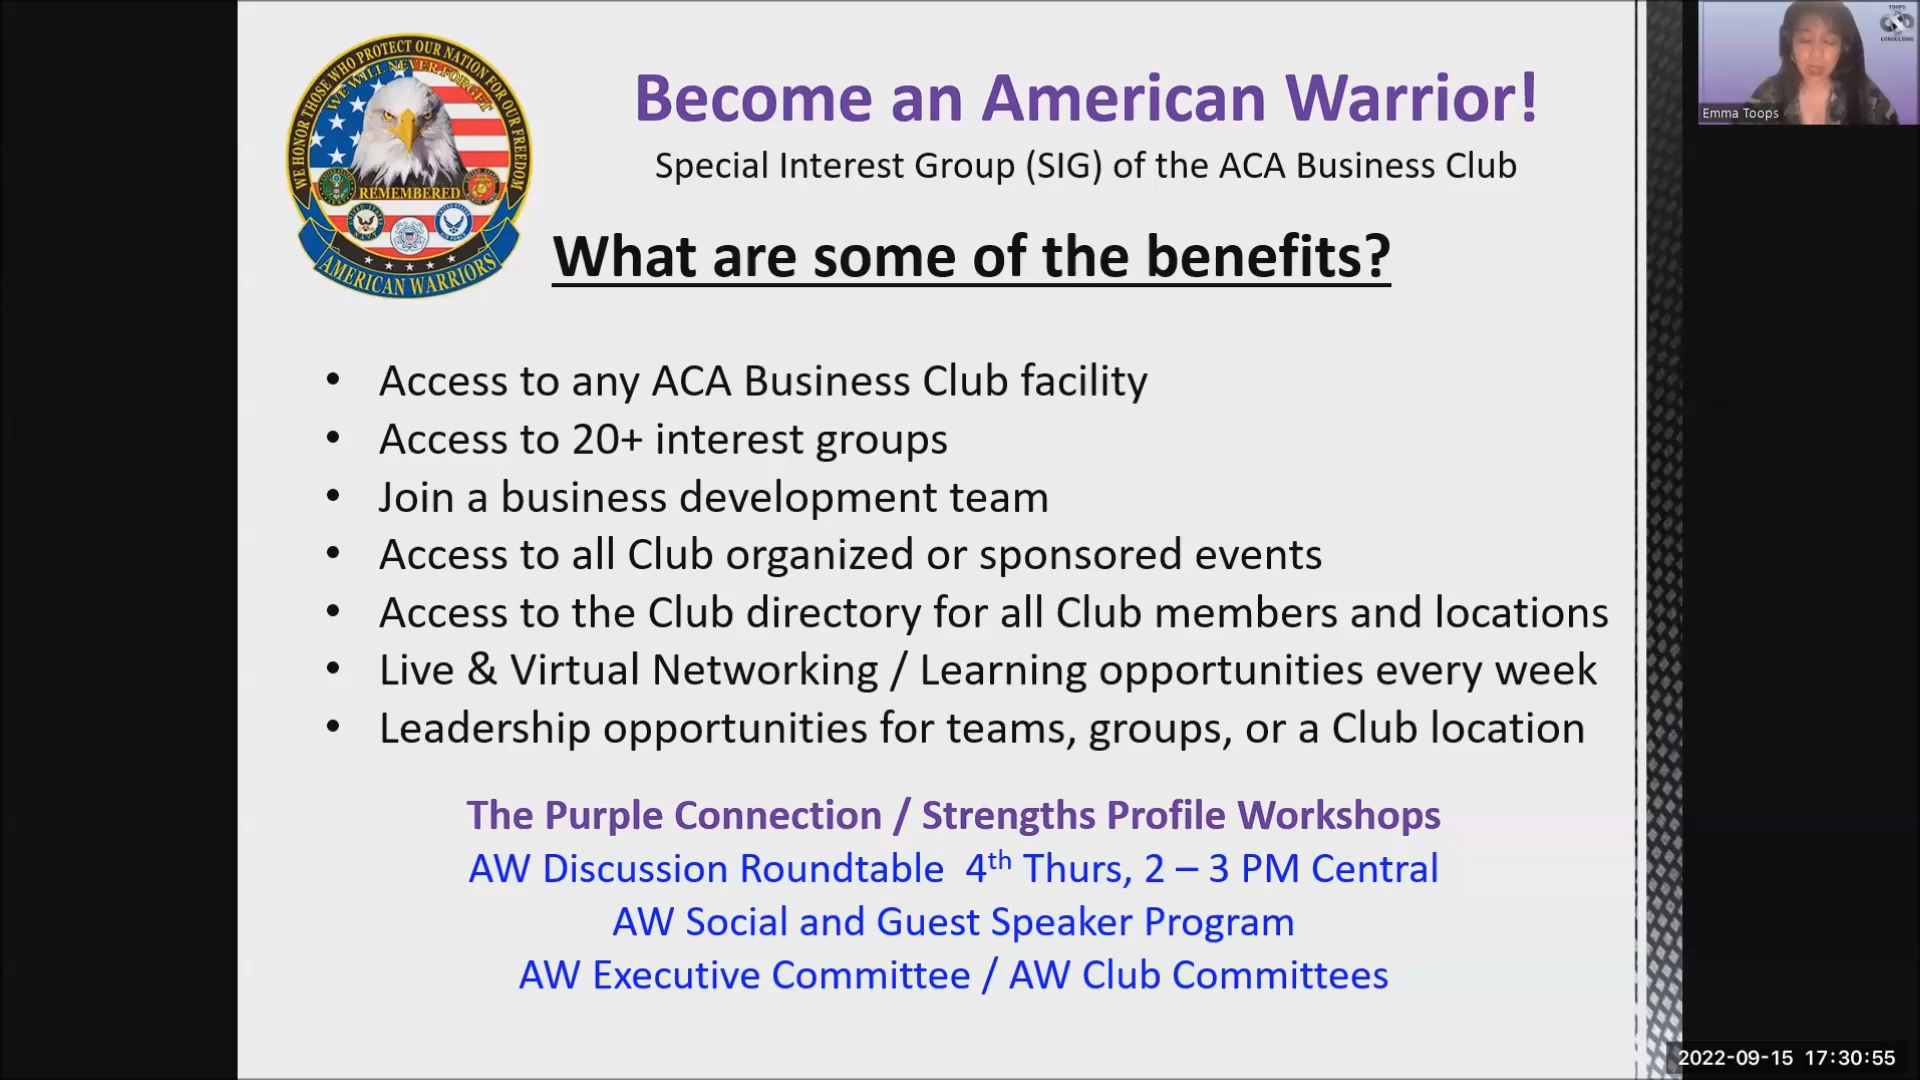 WE HONOR THOSE WHO PROTECT OUR NATION FOR OUR FREEDOM
WE WILL NEVER FORGET
REMEMBERED
AMERICAN WARRIORS
Become an American Warrior!
Special Interest Group (SIG) of the ACA Business Club
What are some of the benefits?
• Access to any ACA Business Club facility
• Access to 20+ interest groups
• Join a business development team
• Access to all Club organized or sponsored events
• Access to the Club directory for all Club members and locations
• Live & Virtual Networking / Learning opportunities every week
• Leadership opportunities for teams, groups, or a Club location
The Purple Connection / Strengths Profile Workshops
AW Discussion Roundtable 4th Thurs, 2 – 3 PM Central
AW Social and Guest Speaker Program
AW Executive Committee / AW Club Committees
TOOPS
CONSULTING
Emma Toops
2022-09-15 17:30:55